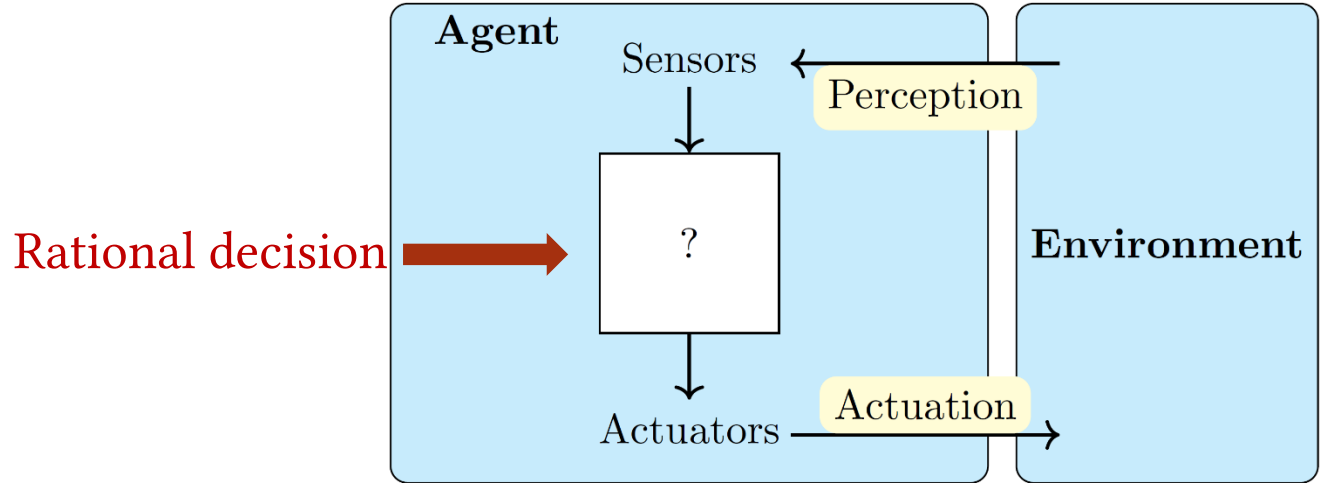 Agent
Sensors
Perception
Rational decision
?
Environment
Actuation
Actuators